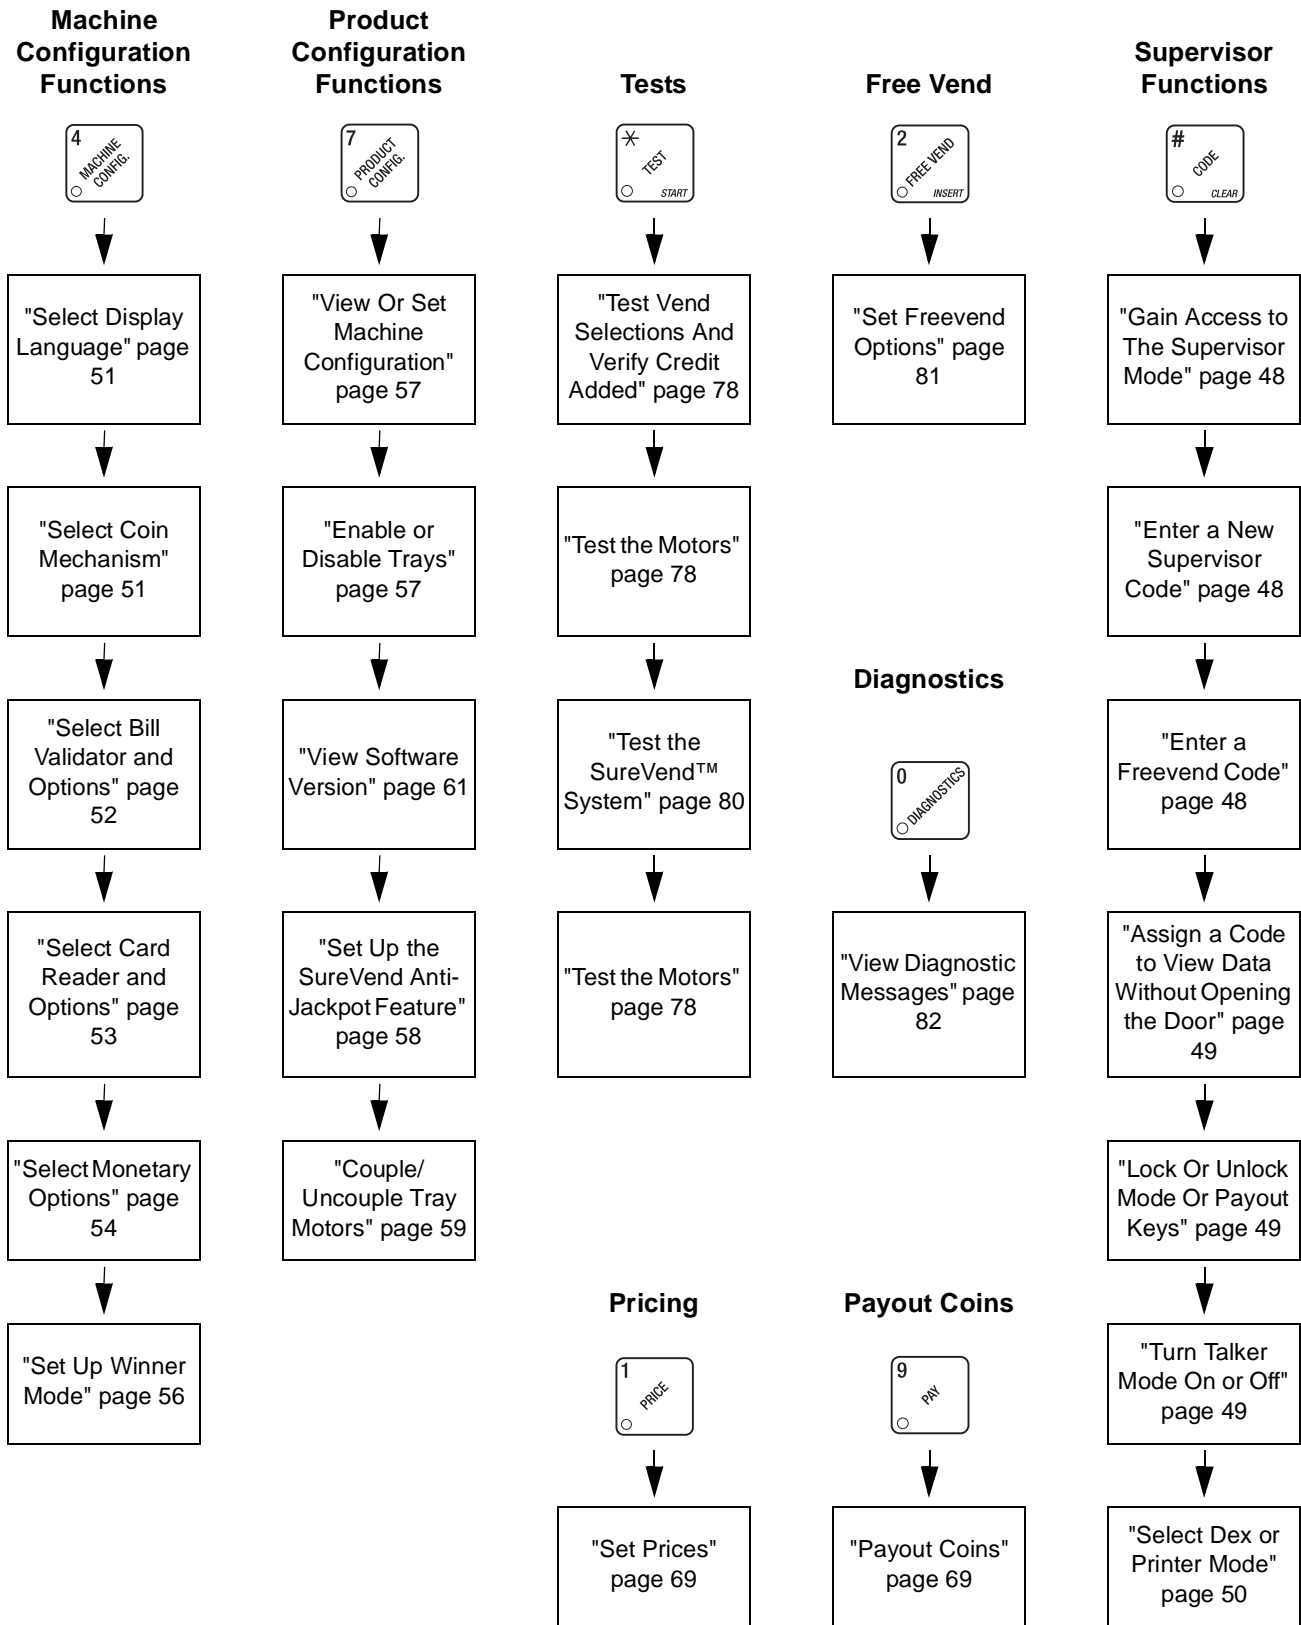 Machine
Configuration
Functions
4
MACHINE
CONFIG.
"Select Display
Language" page
51
"Select Coin
Mechanism"
page 51
"Select Bill
Validator and
Options" page
52
"Select Card
Reader and
Options" page
53
"Select Monetary
Options" page
54
"Set Up Winner
Mode" page 56
Product
Configuration
Functions
7
PRODUCT
CONFIG.
"View Or Set
Machine
Configuration"
page 57
"Enable or
Disable Trays"
page 57
"View Software
Version" page 61
"Set Up the
SureVend Anti-
Jackpot Feature"
page 58
"Couple/
Uncouple Tray
Motors" page 59
Tests
*
TEST
START
"Test Vend
Selections And
Verify Credit
Added" page 78
"Test the Motors"
page 78
"Test the
SureVend™
System" page 80
"Test the Motors"
page 78
Pricing
1
PRICE
"Set Prices"
page 69
Free Vend
2
FREE VEND
INSERT
"Set Freevend
Options" page
81
Diagnostics
0
DIAGNOSTICS
"View Diagnostic
Messages" page
82
Payout Coins
9
PAY
"Payout Coins"
page 69
Supervisor
Functions
#
CODE
CLEAR
"Gain Access to
The Supervisor
Mode" page 48
"Enter a New
Supervisor
Code" page 48
"Enter a
Freevend Code"
page 48
"Assign a Code
to View Data
Without Opening
the Door" page
49
"Lock Or Unlock
Mode Or Payout
Keys" page 49
"Turn Talker
Mode On or Off"
page 49
"Select Dex or
Printer Mode"
page 50